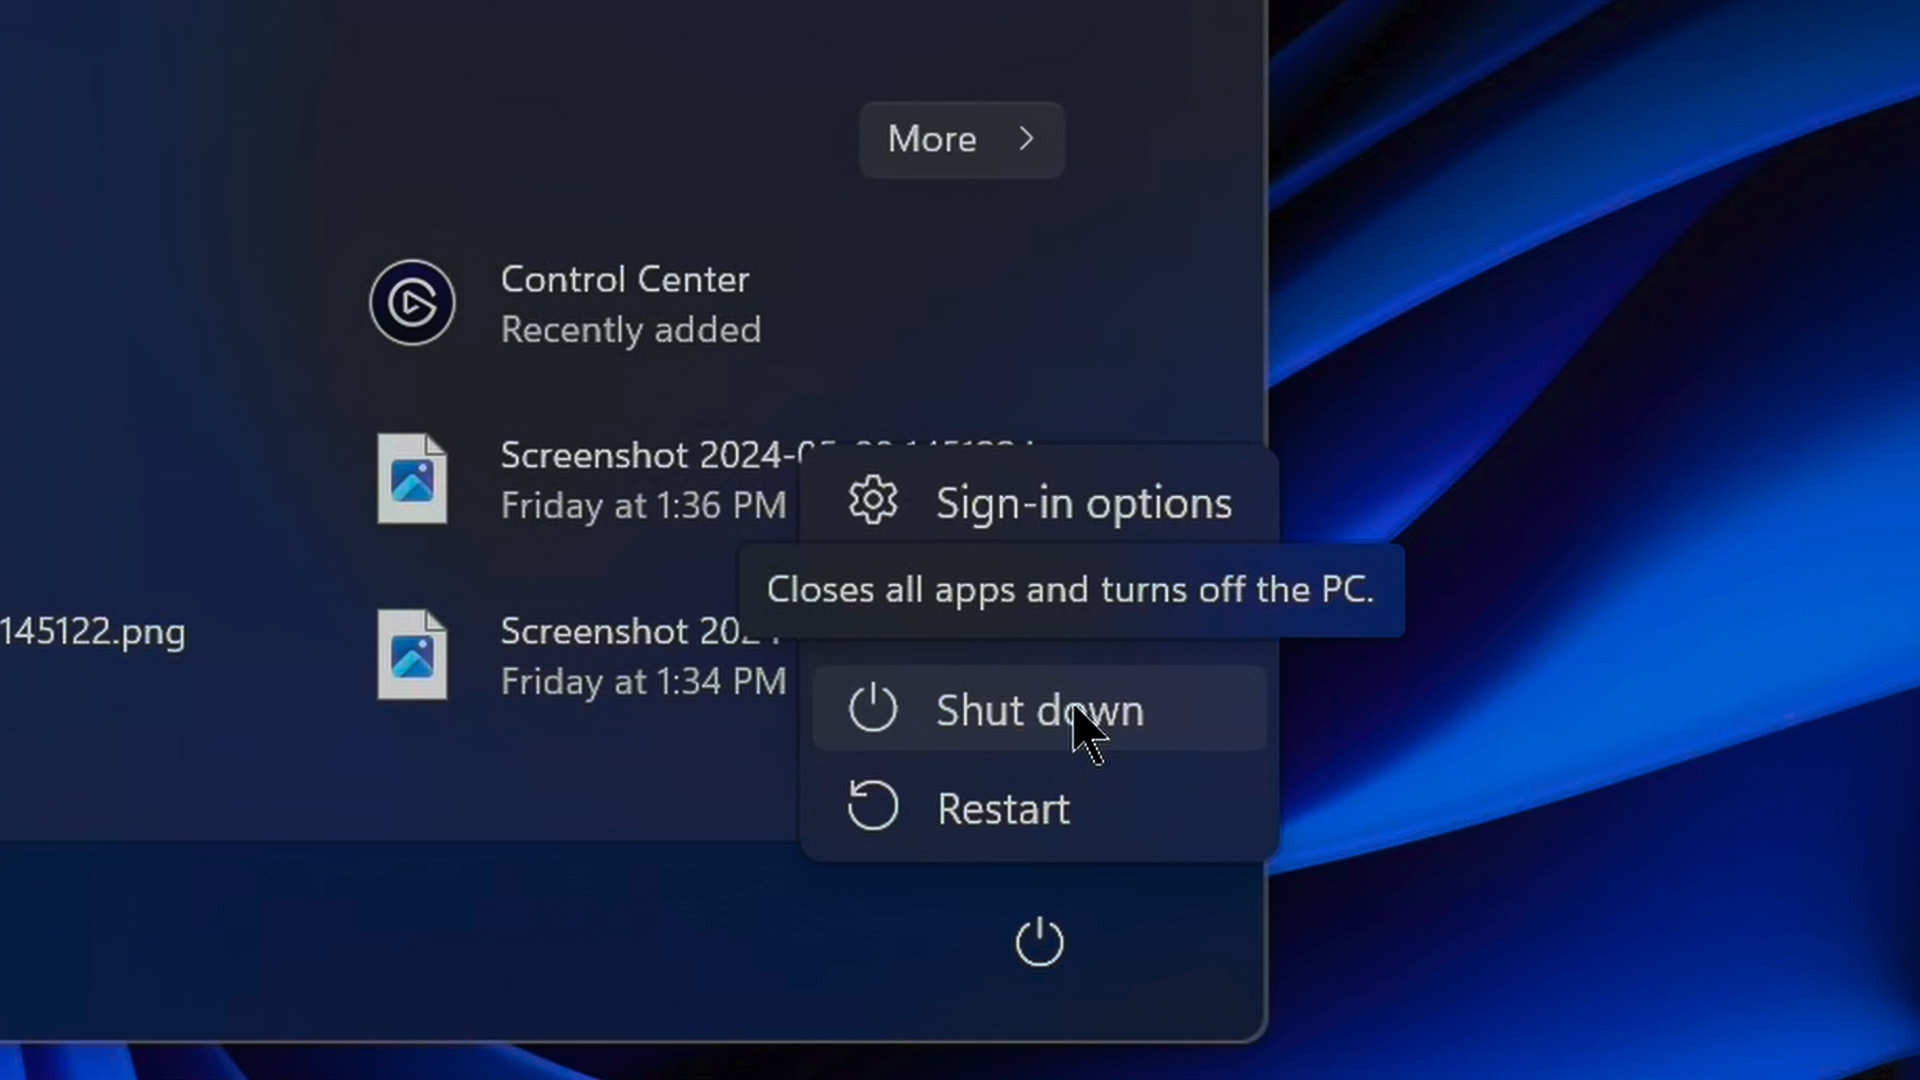 More
Control Center
Recently added
Screenshot 2024-
Friday at 1:36 PM
Sign-in options
Closes all apps and turns off the PC.
145122.png
Screenshot
Friday at 1:34 PM
Shut down
Restart